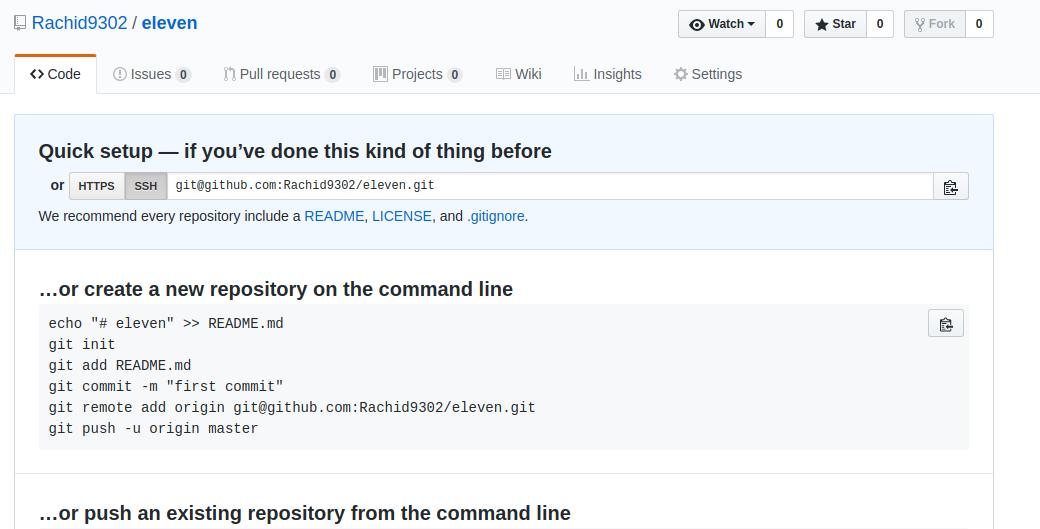 Rachid9302 / eleven
Watch 0 Star 0 Fork 0
Code Issues 0 Pull requests 0 Projects 0 Wiki Insights Settings
Quick setup — if you’ve done this kind of thing before
or HTTPS SSH git@github.com:Rachid9302/eleven.git
We recommend every repository include a README, LICENSE, and .gitignore.
…or create a new repository on the command line
echo "# eleven" >> README.md
git init
git add README.md
git commit -m "first commit"
git remote add origin git@github.com:Rachid9302/eleven.git
git push -u origin master
…or push an existing repository from the command line